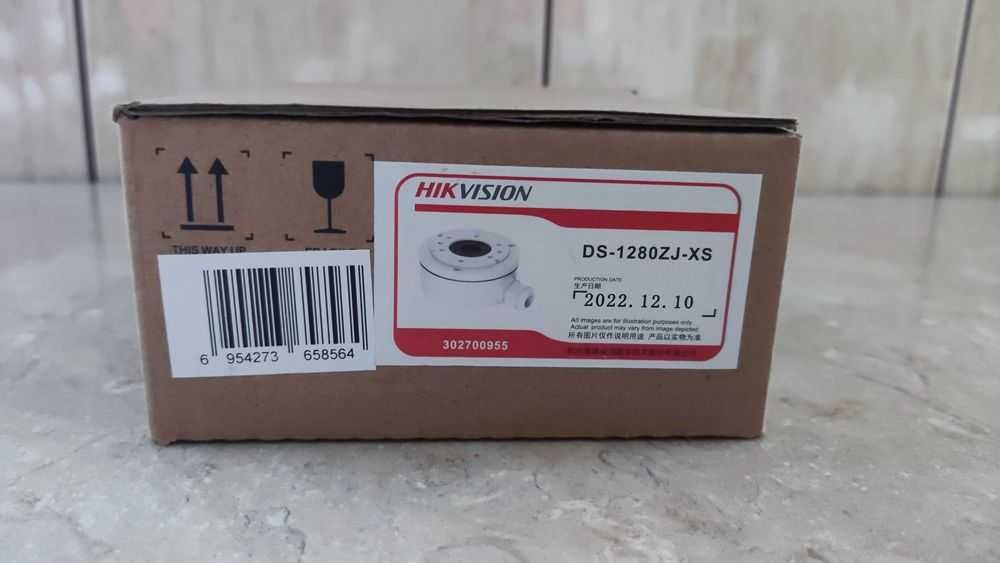 THIS WAY UP
HIKVISION
DS-1280ZJ-XS
PRODUCTION DATE
生产日期
2022.12.10
All images are for illustration purposes only.
Actual product may vary from image depicted.
所有图片仅作说明用途 产品以实物为准
302700955
6 954273 658564